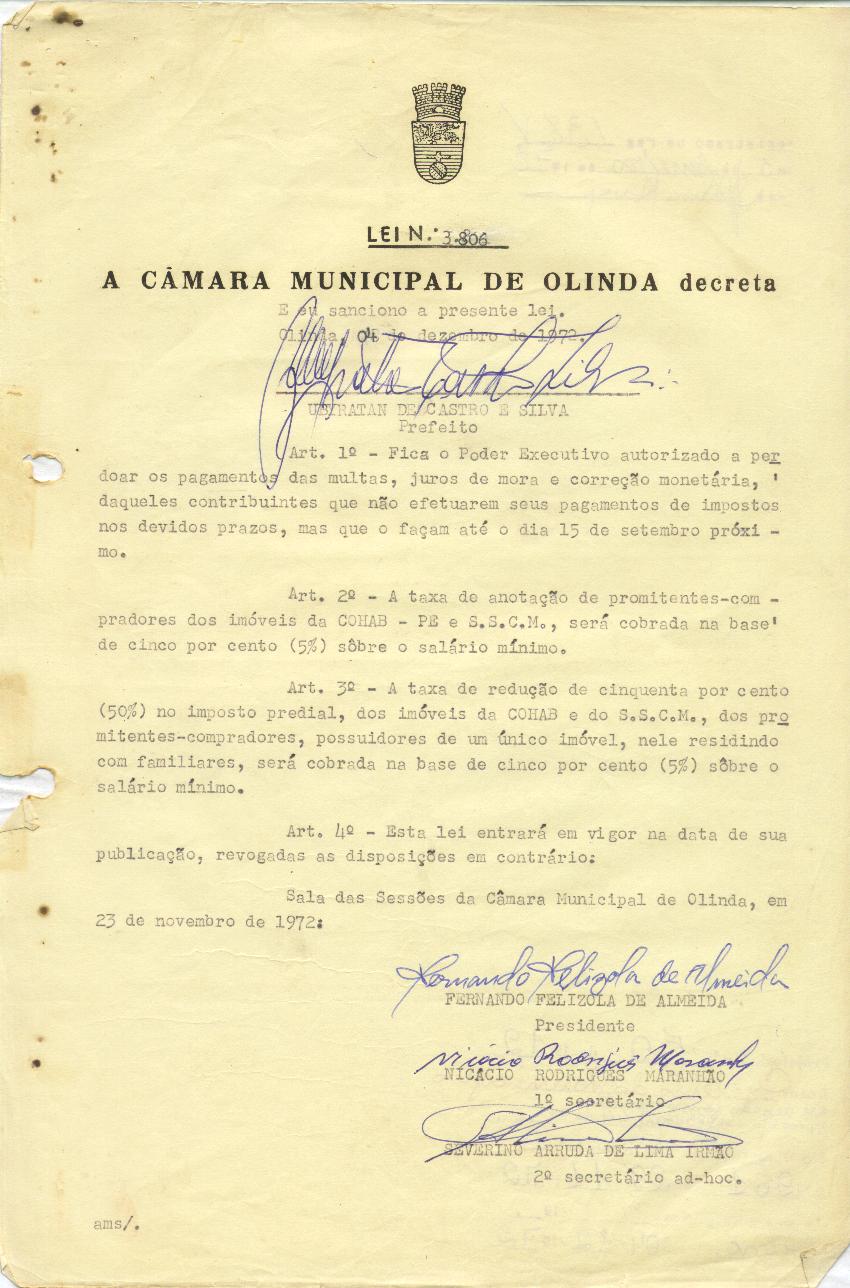 LEI N.º 3.806
A CÂMARA MUNICIPAL DE OLINDA decreta
E eu sanciono a presente lei.
Olinda, 04 de dezembro de 1972.
UBIRATAN DE CASTRO E SILVA
Prefeito
Art. 1º - Fica o Poder Executivo autorizado a per
doar os pagamentos das multas, juros de mora e correção monetária, '
daqueles contribuintes que não efetuarem seus pagamentos de impostos
nos devidos prazos, mas que o façam até o dia 15 de setembro próxi -
mo.
Art. 2º - A taxa de anotação de promitentes-com -
pradores dos imóveis da COHAB - PE e S.S.C.M., será cobrada na base'
de cinco por cento (5%) sôbre o salário mínimo.
Art. 3º - A taxa de redução de cinquenta por cento
(50%) no imposto predial, dos imóveis da COHAB e do S.S.C.M., dos pro
mitentes-compradores, possuidores de um único imóvel, nele residindo
com familiares, será cobrada na base de cinco por cento (5%) sôbre o
salário mínimo.
Art. 4º - Esta lei entrará em vigor na data de sua
publicação, revogadas as disposições em contrário:
Sala das Sessões da Câmara Municipal de Olinda, em
23 de novembro de 1972:
Fernando Felizola de Almeida
FERNANDO FELIZOLA DE ALMEIDA
Presidente
Nicácio Rodrigues Maranhão
NICÁCIO RODRIGUES MARANHÃO
1º secretário
SEVERINO ARRUDA DE LIMA IRMÃO
2º secretário ad-hoc.
ams/.